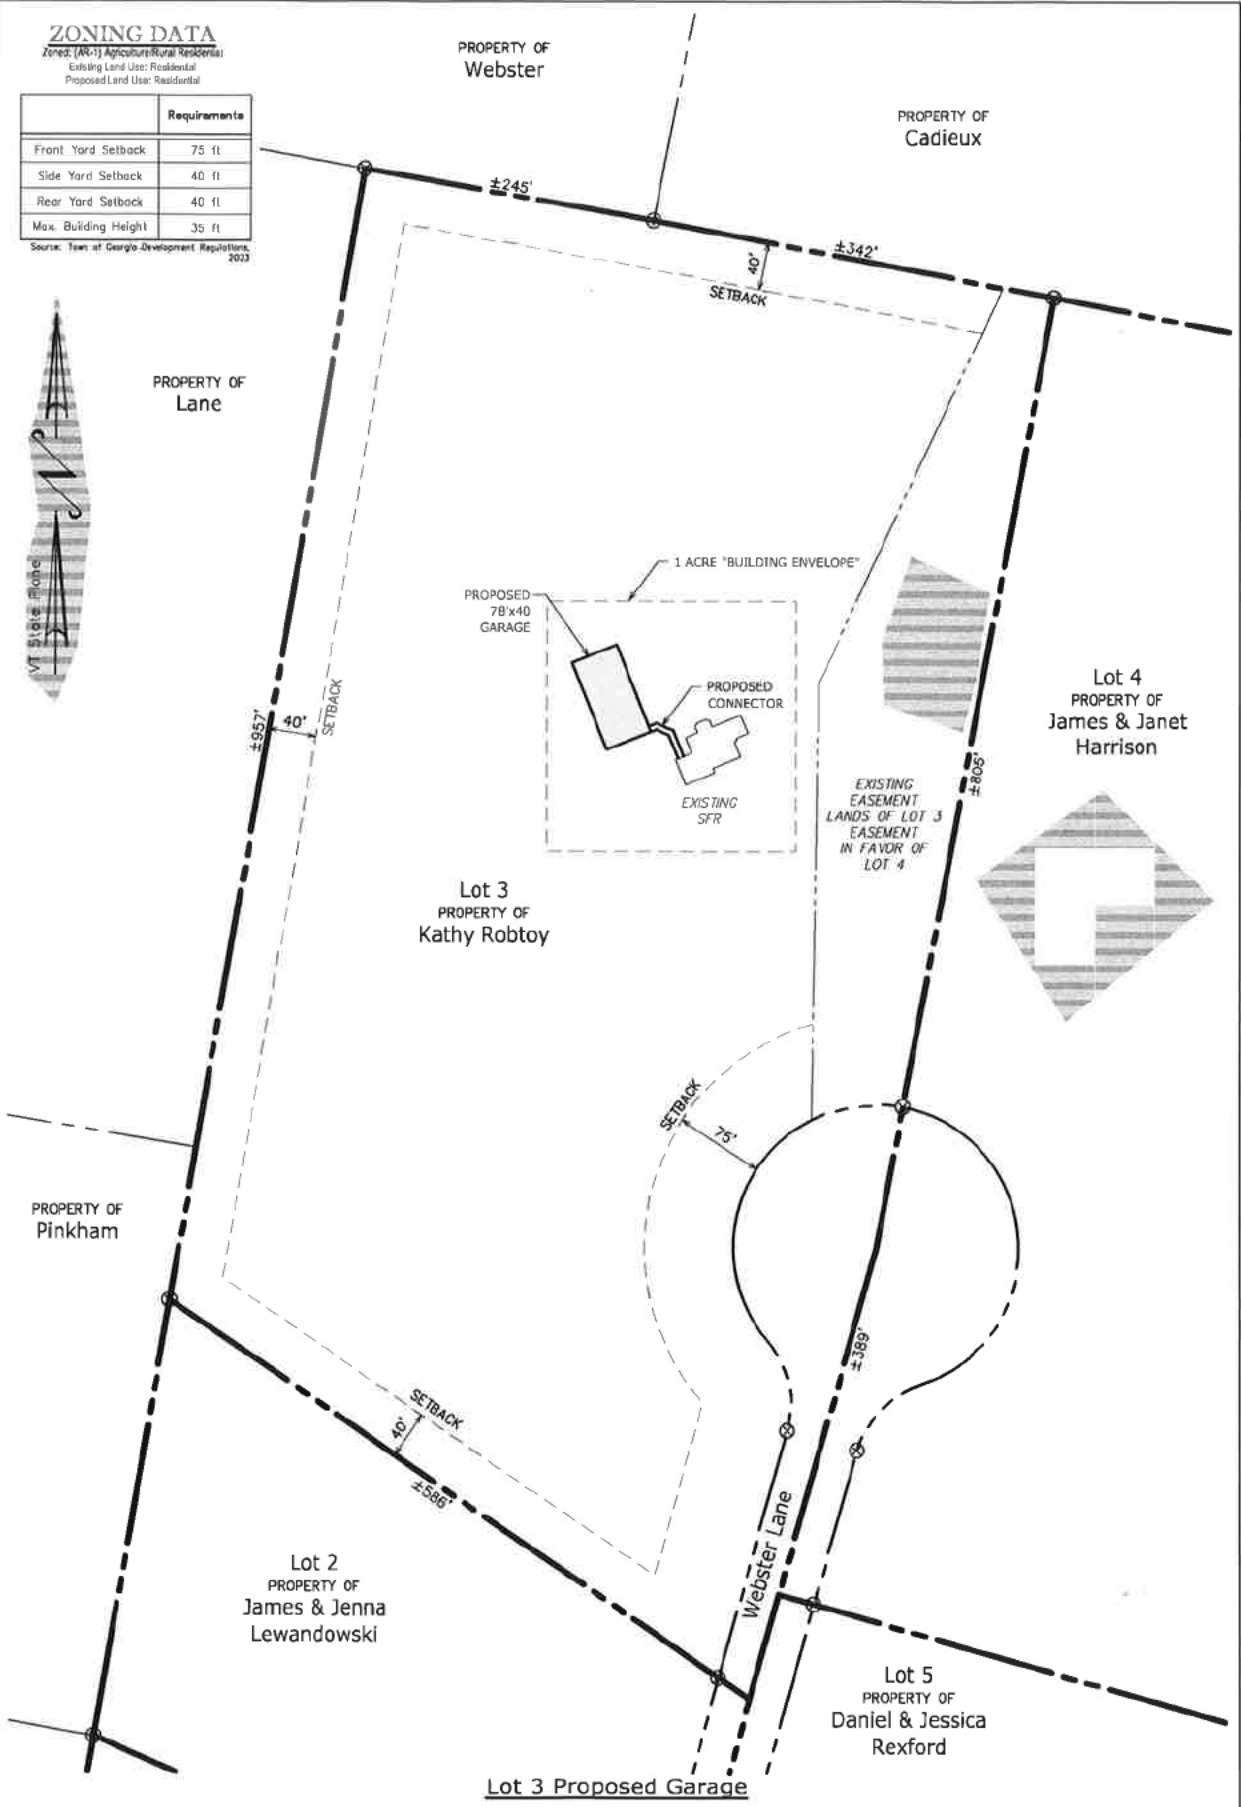 ZONING DATA
Zoned: (AR-1) Agriculture/Rural Residential
Existing Land Use: Residential
Proposed Land Use: Residential
Requirements
Front Yard Setback 75 ft
Side Yard Setback 40 ft
Rear Yard Setback 40 ft
Max. Building Height 35 ft
Source: Town of Georgia Development Regulations,
2023
PROPERTY OF
Webster
PROPERTY OF
Cadieux
±245'
±342'
40'
SETBACK
PROPERTY OF
Lane
N
VT State Plane
1 ACRE "BUILDING ENVELOPE"
PROPOSED
78'x40
GARAGE
PROPOSED
CONNECTOR
EXISTING
SFR
±957'
40'
SETBACK
Lot 4
PROPERTY OF
James & Janet
Harrison
±805'
EXISTING
EASEMENT
LANDS OF LOT 3
EASEMENT
IN FAVOR OF
LOT 4
Lot 3
PROPERTY OF
Kathy Robtoy
SETBACK
75'
PROPERTY OF
Pinkham
±389'
SETBACK
40'
±586'
Webster Lane
Lot 2
PROPERTY OF
James & Jenna
Lewandowski
Lot 5
PROPERTY OF
Daniel & Jessica
Rexford
Lot 3 Proposed Garage